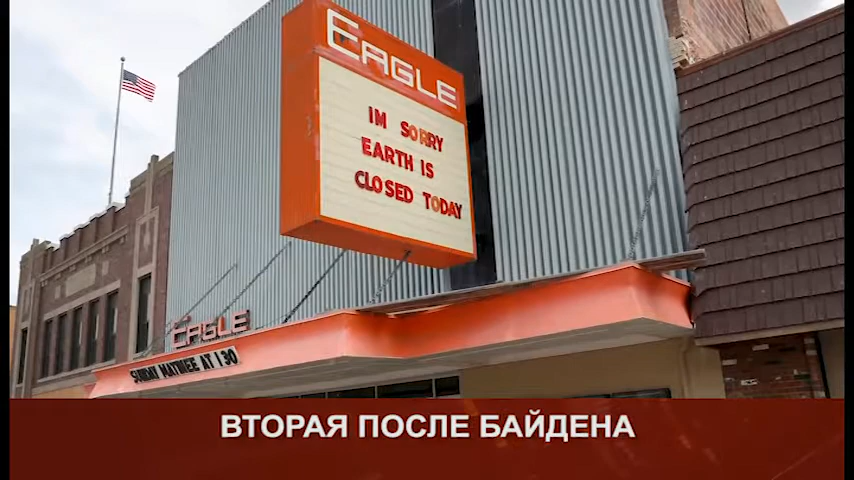 EAGLE
IM SORRY
EARTH IS
CLOSED TODAY
EAGLE
SUNDAY MATINEE AT 1 30
ВТОРАЯ ПОСЛЕ БАЙДЕНА